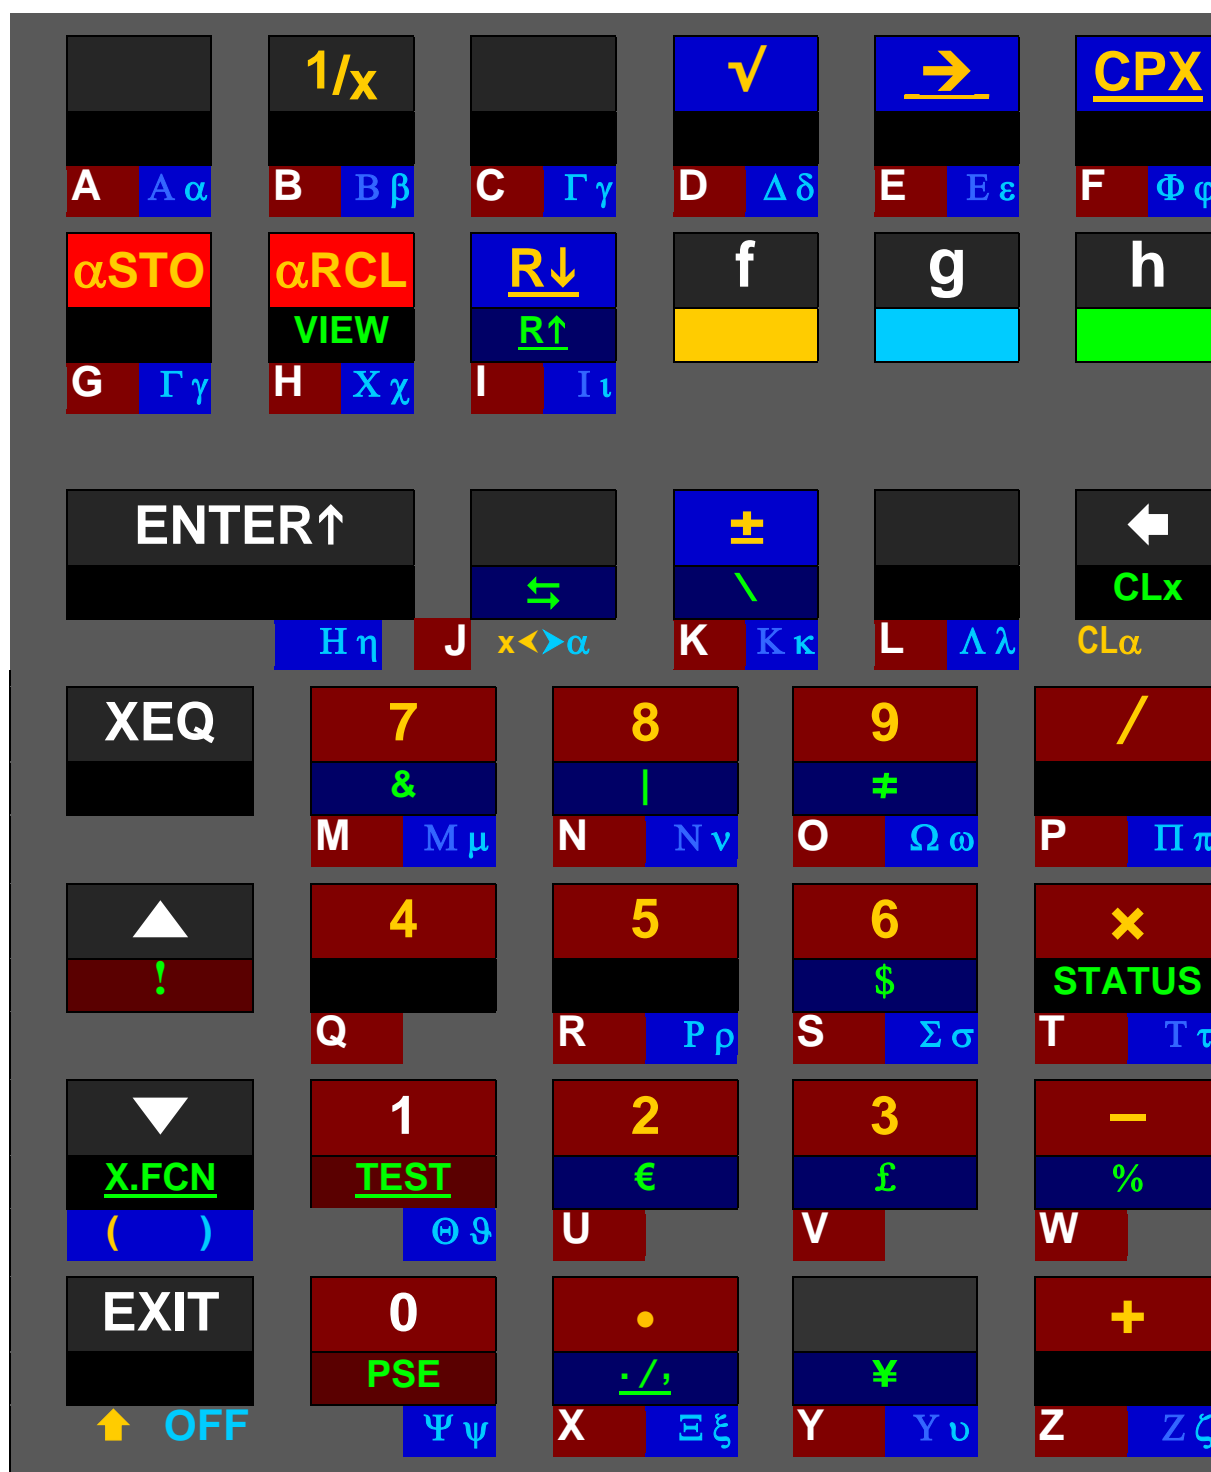 1/x √ → CPX
A Α α B Β β C Γ γ D Δ δ E Ε ε F Φ φ
αSTO αRCL R↓ f g h
VIEW R↑
G Γ γ H Χ χ I Ι ι
ENTER↑ ± 🡄
⇆ \ CLx
Η η J x≺≻α K Κ κ L Λ λ CLα
XEQ 7 8 9 /
& | ≠
M Μ μ N Ν ν O Ω ω P Π π
▲ 4 5 6 ×
! $ STATUS
Q R Ρ ρ S Σ σ T Τ τ
▼ 1 2 3 −
X.FCN TEST € £ %
( ) Θ ϑ U V W
EXIT 0 • +
PSE ./, ¥
🡅 OFF Ψ ψ X Ξ ξ Y Υ υ Z Ζ ζ